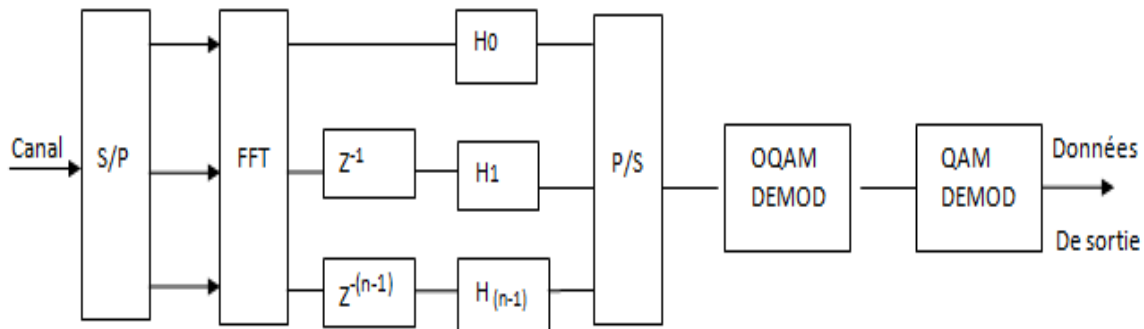 Canal
S/P
FFT
H0
Z-1
H1
Z-(n-1)
H (n-1)
P/S
OQAM
DEMOD
QAM
DEMOD
Données
De sortie